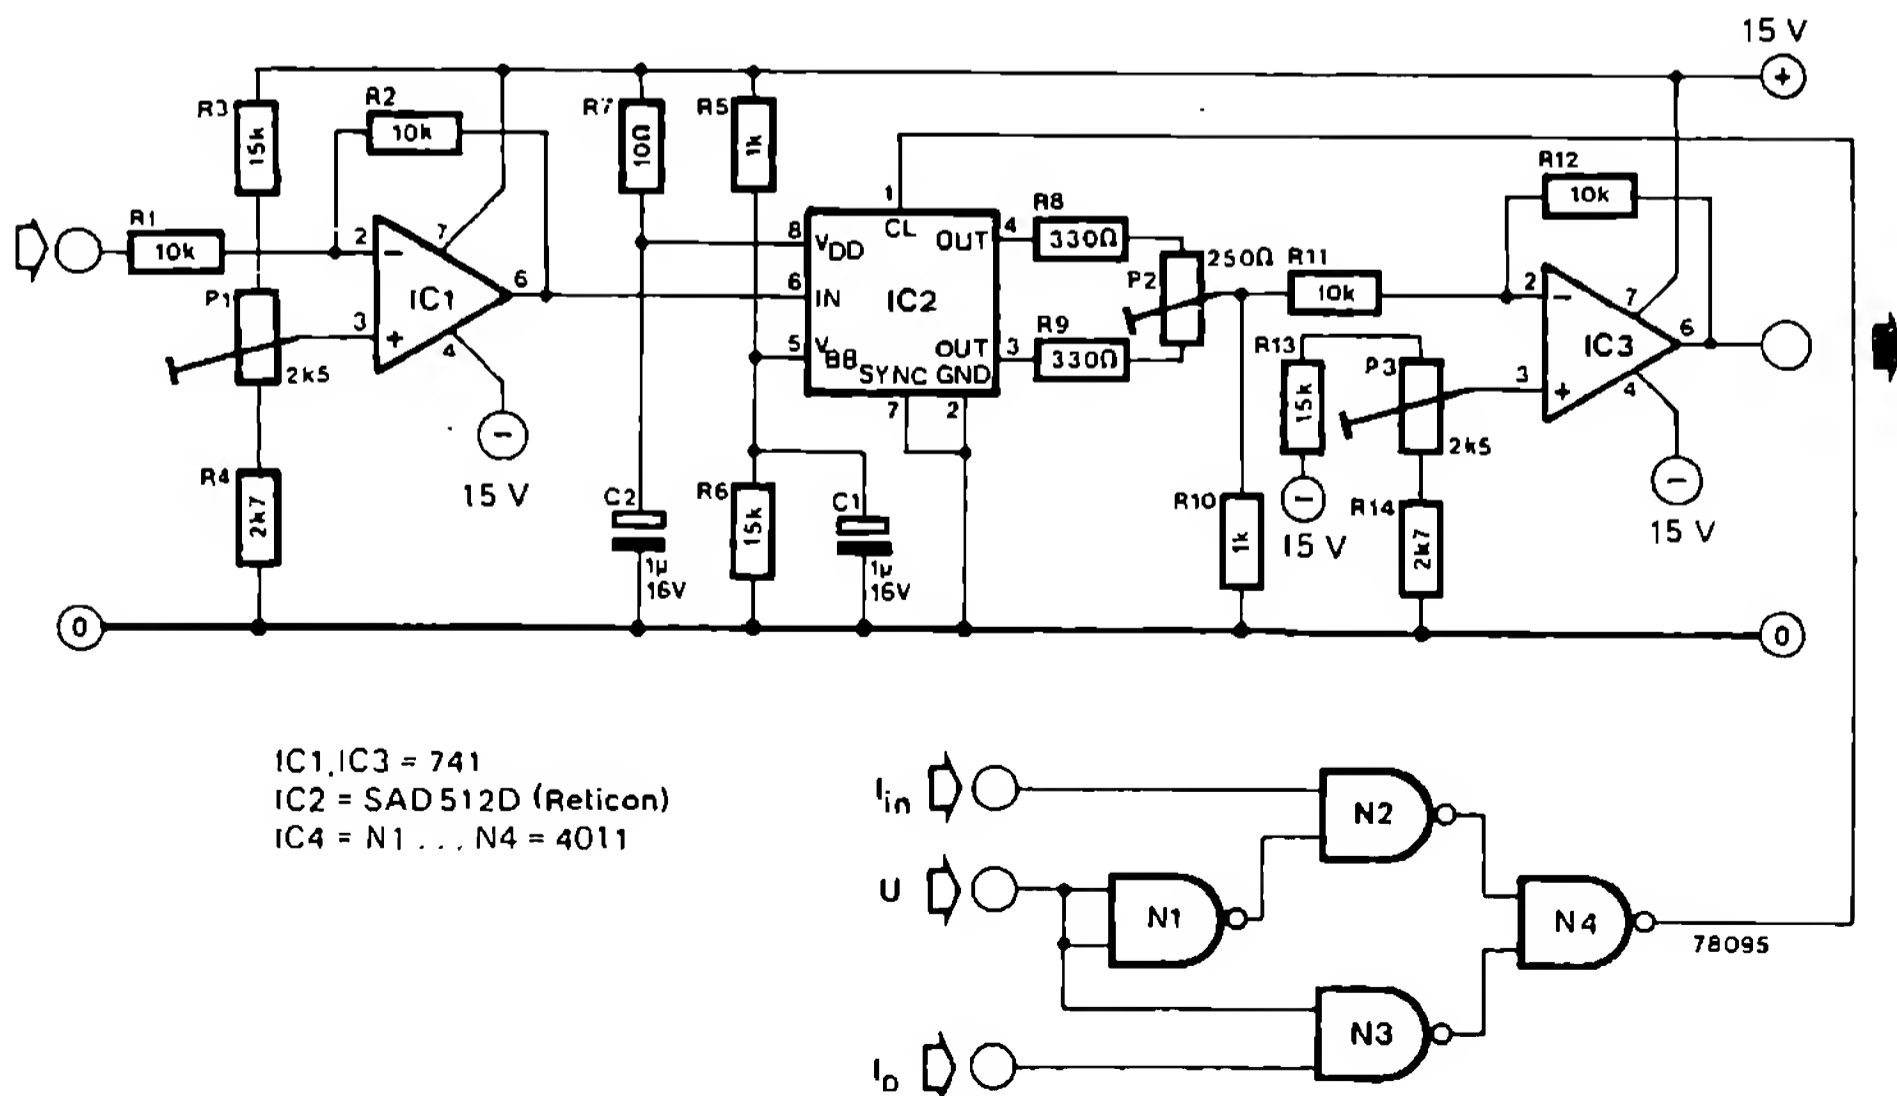 15 V
+
R3
15k
R2
10k
R7
10Ω
R5
1k
R12
10k
R1
10k
2
7
IC1
6
3
4
P1
2k5
−
+
−
15 V
R4
2k7
1
CL
8
VDD
OUT
4
6
IN
IC2
5
VBB
OUT
3
SYNC
GND
7
2
R8
330Ω
P2
250Ω
R9
330Ω
R11
10k
2
7
−
IC3
6
3
+
4
R13
15k
P3
2k5
−
15 V
−
15 V
C2
1µ
16V
R6
15k
C1
1µ
16V
R10
1k
R14
2k7
0
0
IC1, IC3 = 741
IC2 = SAD 512D (Reticon)
IC4 = N1 ... N4 = 4011
Iin
N2
U
N1
N4
78095
N3
ID